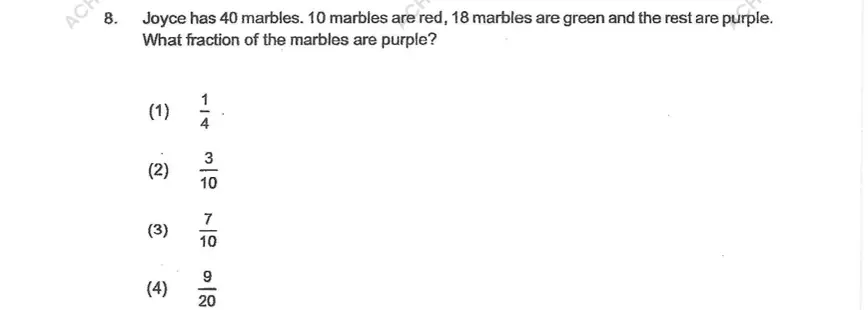 8. Joyce has 40 marbles. 10 marbles are red, 18 marbles are green and the rest are purple.
What fraction of the marbles are purple?
(1) 1/4
(2) 3/10
(3) 7/10
(4) 9/20